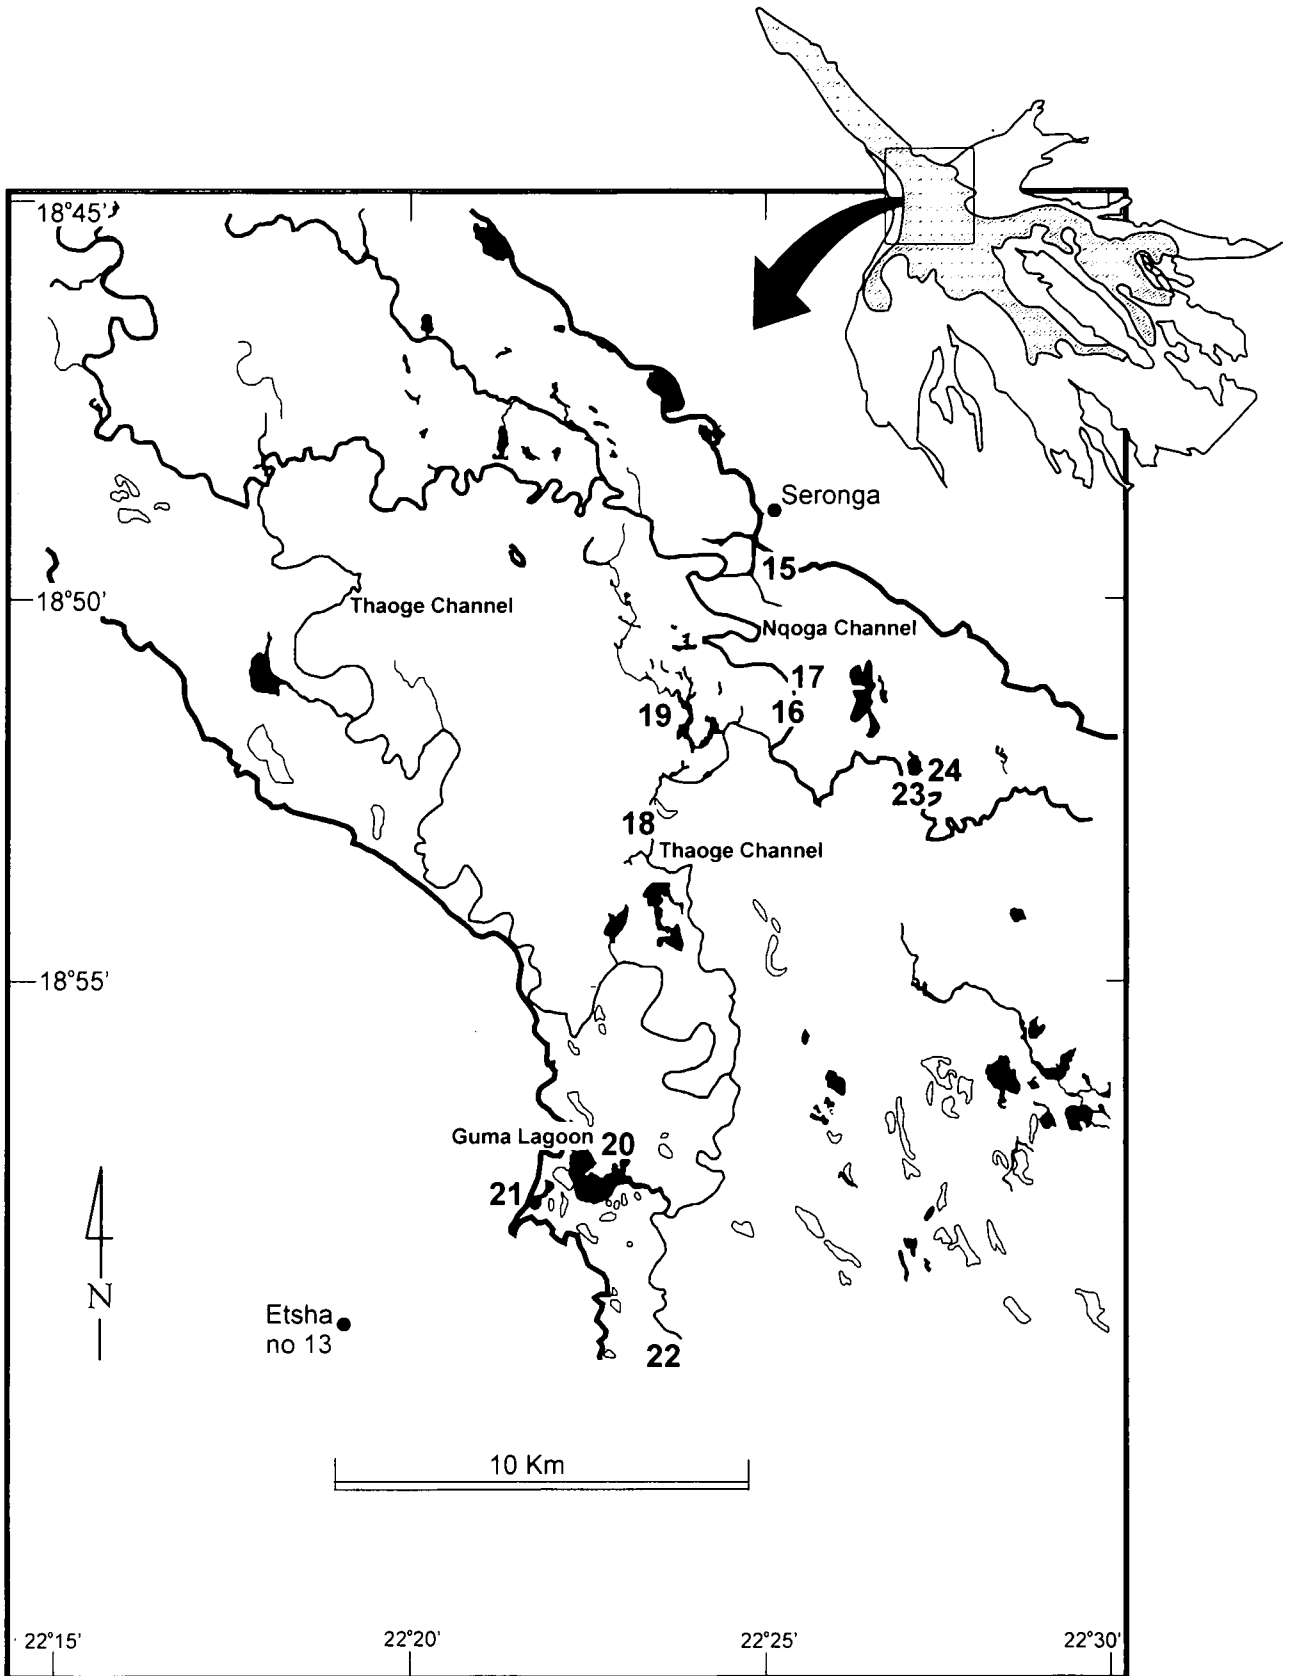 18°45'
Seronga
15
18°50'
Thaoge Channel
Nqoga Channel
17
19
16
24
23
18
Thaoge Channel
18°55'
Guma Lagoon
20
21
N
Etsha
no 13
22
10 Km
22°15'
22°20'
22°25'
22°30'